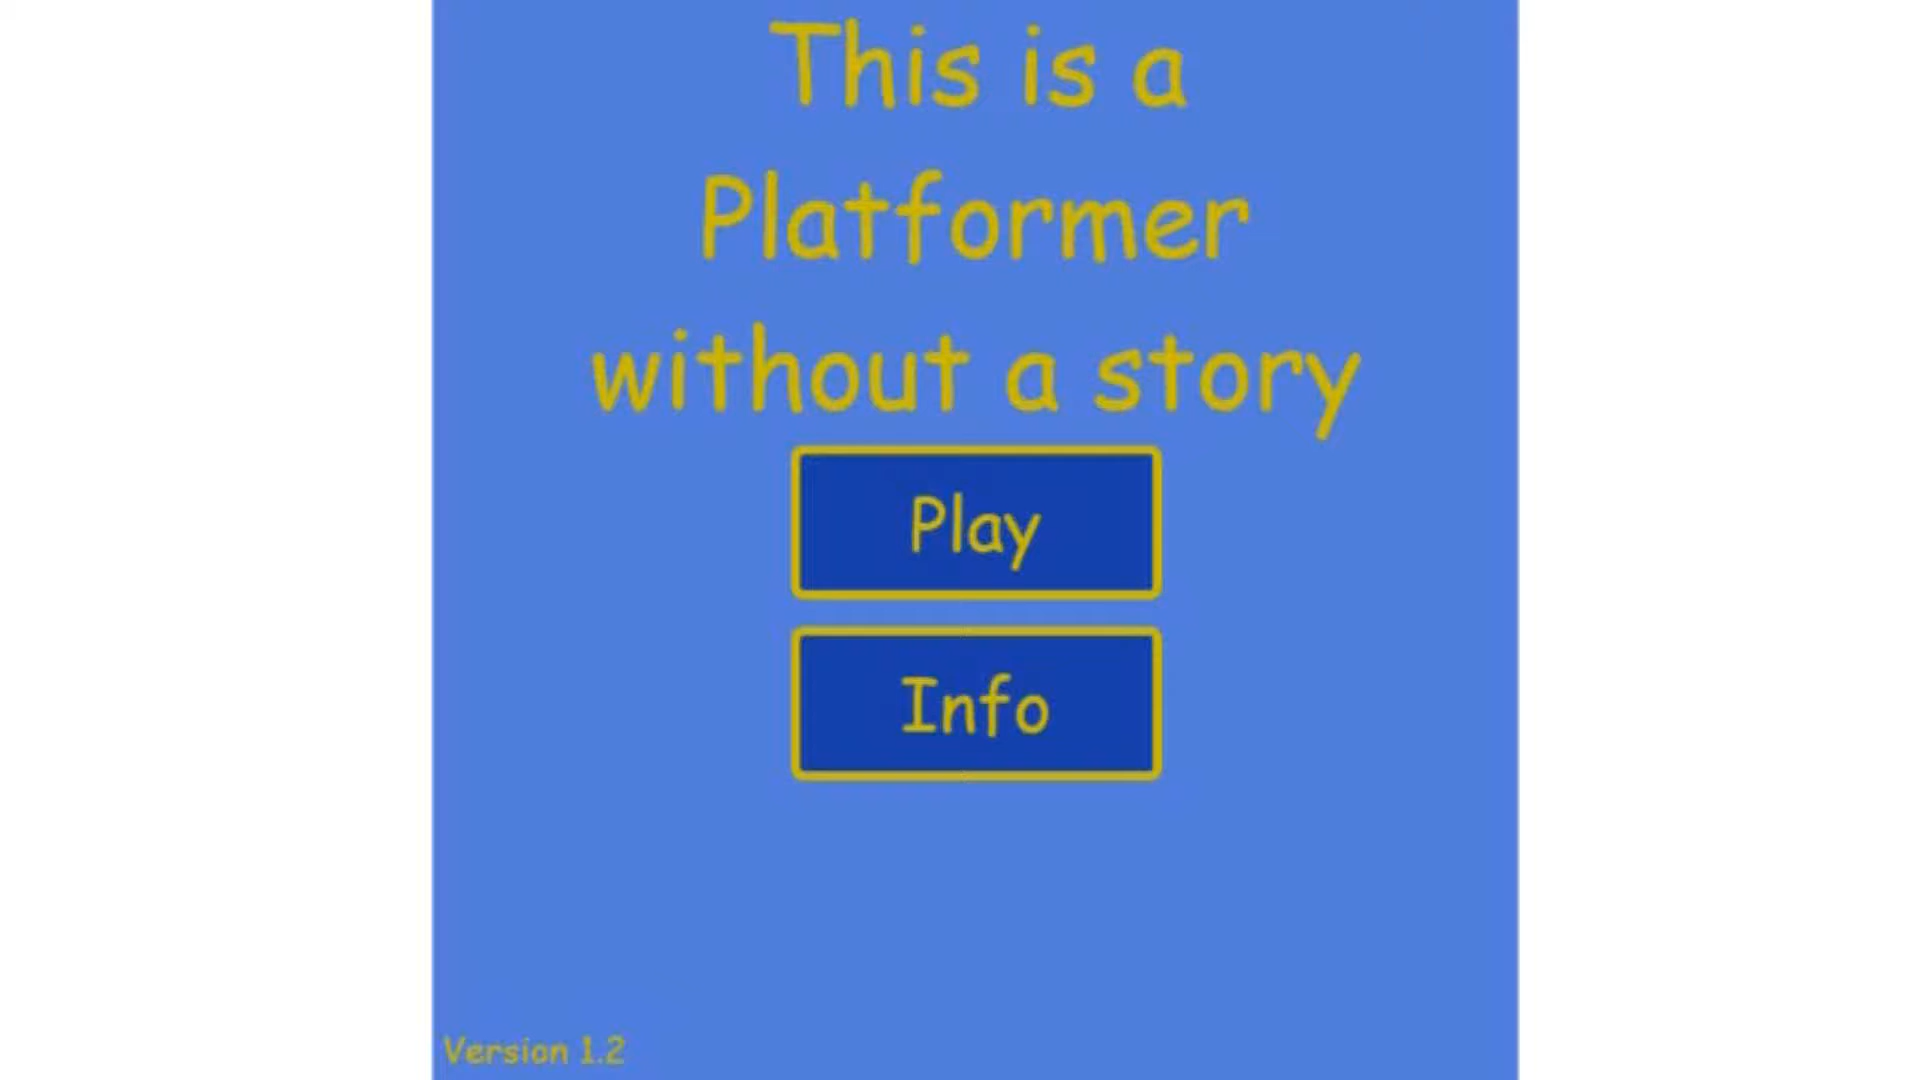 This is a
Platformer
without a story
Play
Info
Version 1.2